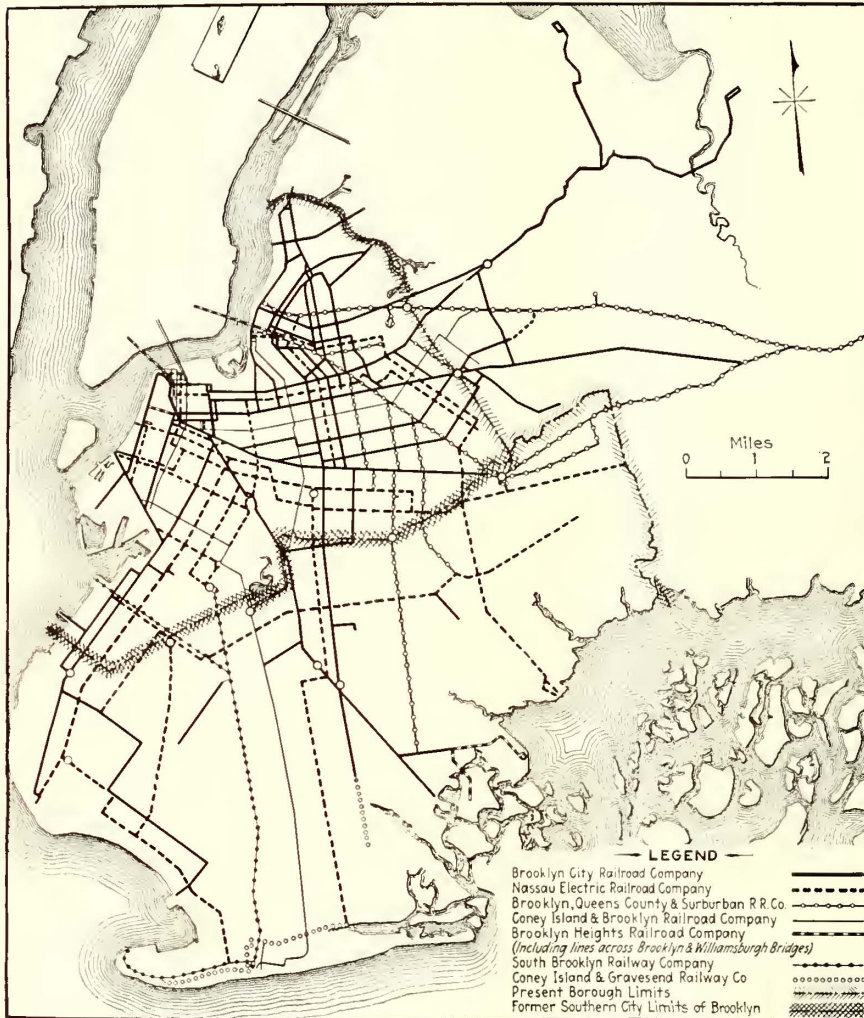 Miles
0 1 2
LEGEND
Brooklyn City Railroad Company
Nassau Electric Railroad Company
Brooklyn, Queens County & Surburban R.R. Co.
Coney Island & Brooklyn Railroad Company
Brooklyn Heights Railroad Company
(Including lines across Brooklyn & Williamsburgh Bridges)
South Brooklyn Railway Company
Coney Island & Gravesend Railway Co
Present Borough Limits
Former Southern City Limits of Brooklyn